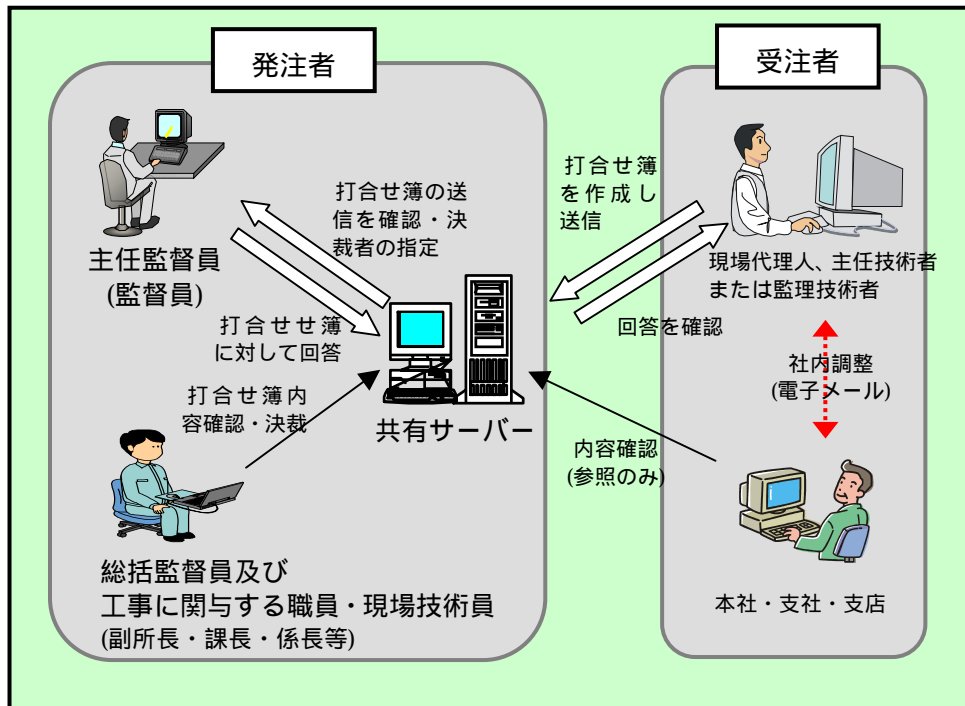 発注者
受注者
主任監督員
(監督員)
打合せ簿の送
信を確認・決
裁者の指定
打合せせ簿
に対して回答
打合せ簿内
容確認・決裁
共有サーバー
総括監督員及び
工事に関与する職員・現場技術員
(副所長・課長・係長等)
打合せ簿
を作成し
送信
回答を確認
現場代理人、主任技術者
または監理技術者
社内調整
(電子メール)
内容確認
(参照のみ)
本社・支社・支店